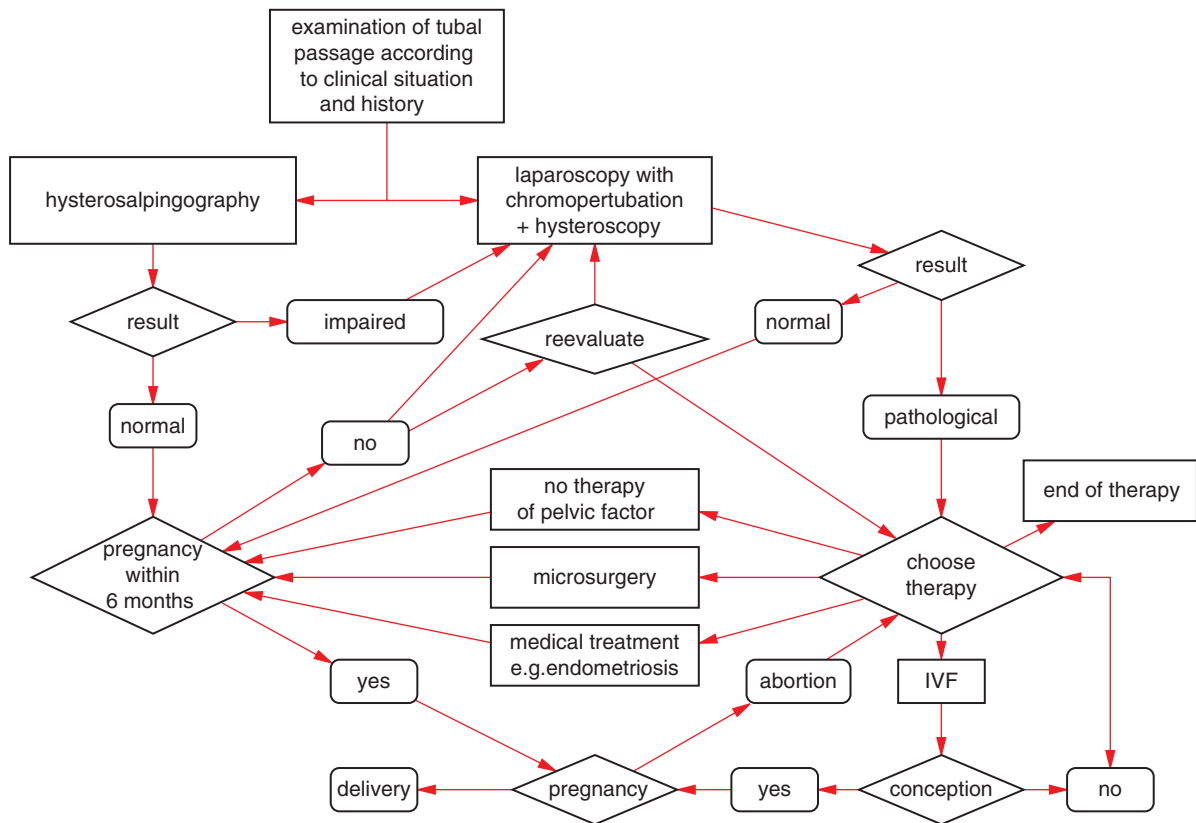 examination of tubal
passage according
to clinical situation
and history
hysterosalpingography
laparoscopy with
chromopertubation
+ hysteroscopy
result
result
impaired
normal
reevaluate
normal
no
pathological
no therapy
of pelvic factor
end of therapy
pregnancy
within
6 months
microsurgery
choose
therapy
medical treatment
e.g.endometriosis
yes
abortion
IVF
delivery
pregnancy
yes
conception
no